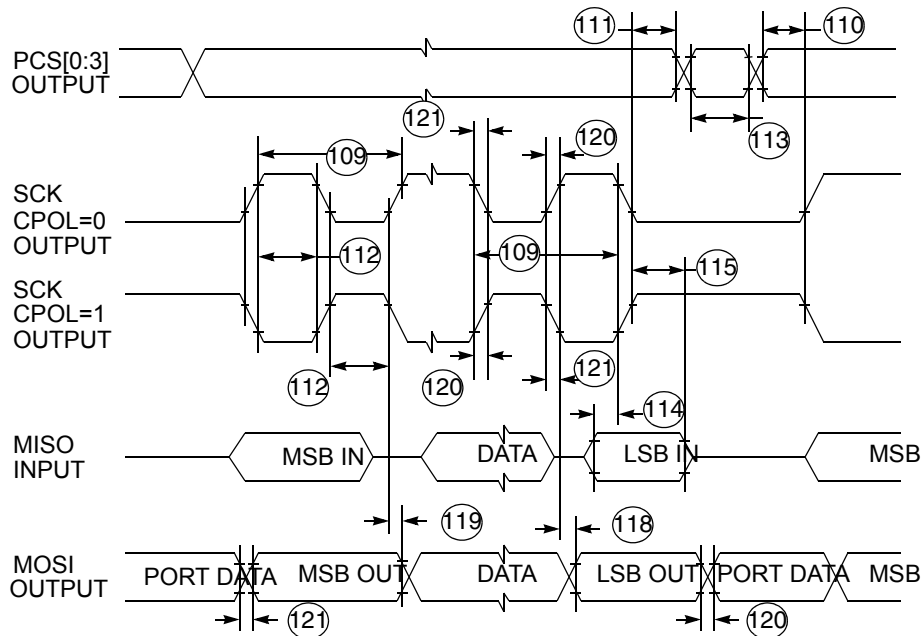 111
110
PCS[0:3]
OUTPUT
121
120
113
109
SCK
CPOL=0
OUTPUT
112
109
115
SCK
CPOL=1
OUTPUT
112
120
121
114
MISO
INPUT
MSB IN
DATA
LSB IN
MSB
119
118
MOSI
OUTPUT
PORT DATA
MSB OUT
DATA
LSB OUT
PORT DATA
MSB
121
120